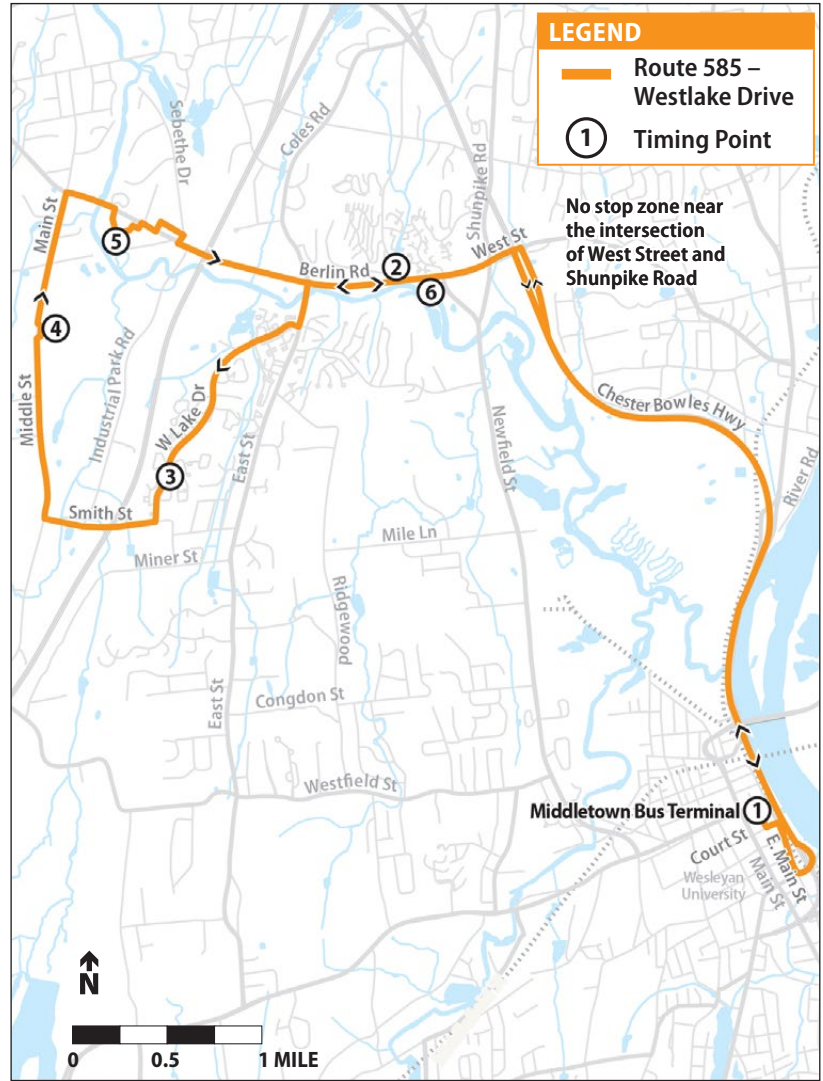 LEGEND
Route 585 –
Westlake Drive
1
Timing Point
No stop zone near
the intersection
of West Street and
Shunpike Road
Sebethe Dr
Coles Rd
Shunpike Rd
Main St
5
West St
Berlin Rd
2
6
4
Industrial Park Rd
Middle St
W Lake Dr
East St
3
Chester Bowles Hwy
Newfield St
River Rd
Smith St
Miner St
Mile Ln
Ridgewood
East St
Congdon St
Westfield St
Middletown Bus Terminal
1
Court St
E. Main St
Main St
Wesleyan
University
N
0
0.5
1 MILE